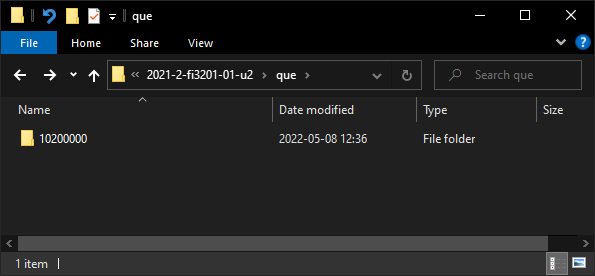 que
File Home Share View
2021-2-fi3201-01-u2 que Search que
Name Date modified Type Size
10200000 2022-05-08 12:36 File folder
1 item